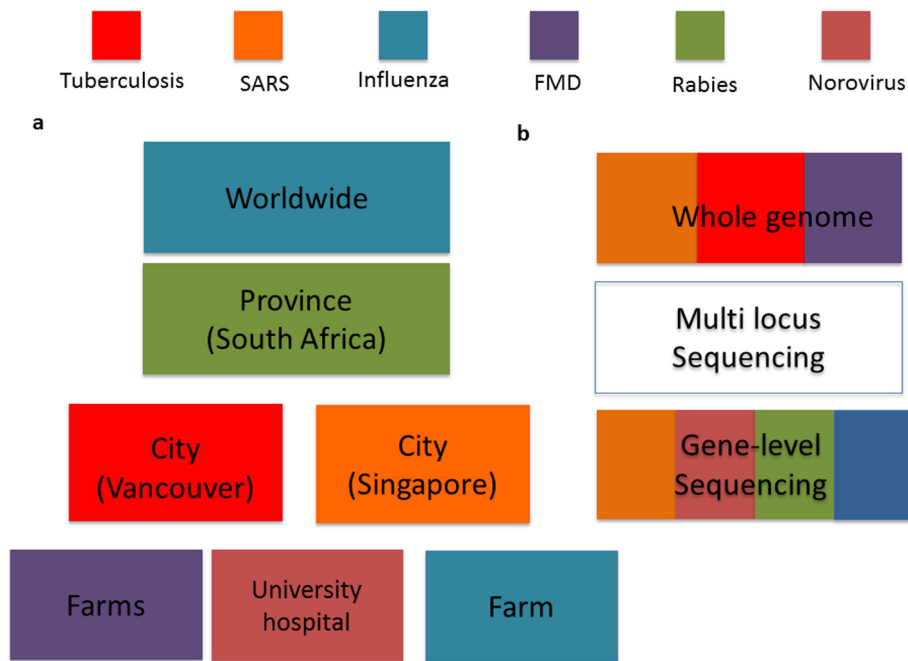 Tuberculosis SARS Influenza FMD Rabies Norovirus
a
b
Worldwide
Province
(South Africa)
City
(Vancouver)
City
(Singapore)
Farms
University
hospital
Farm
Whole genome
Multi locus
Sequencing
Gene-level
Sequencing